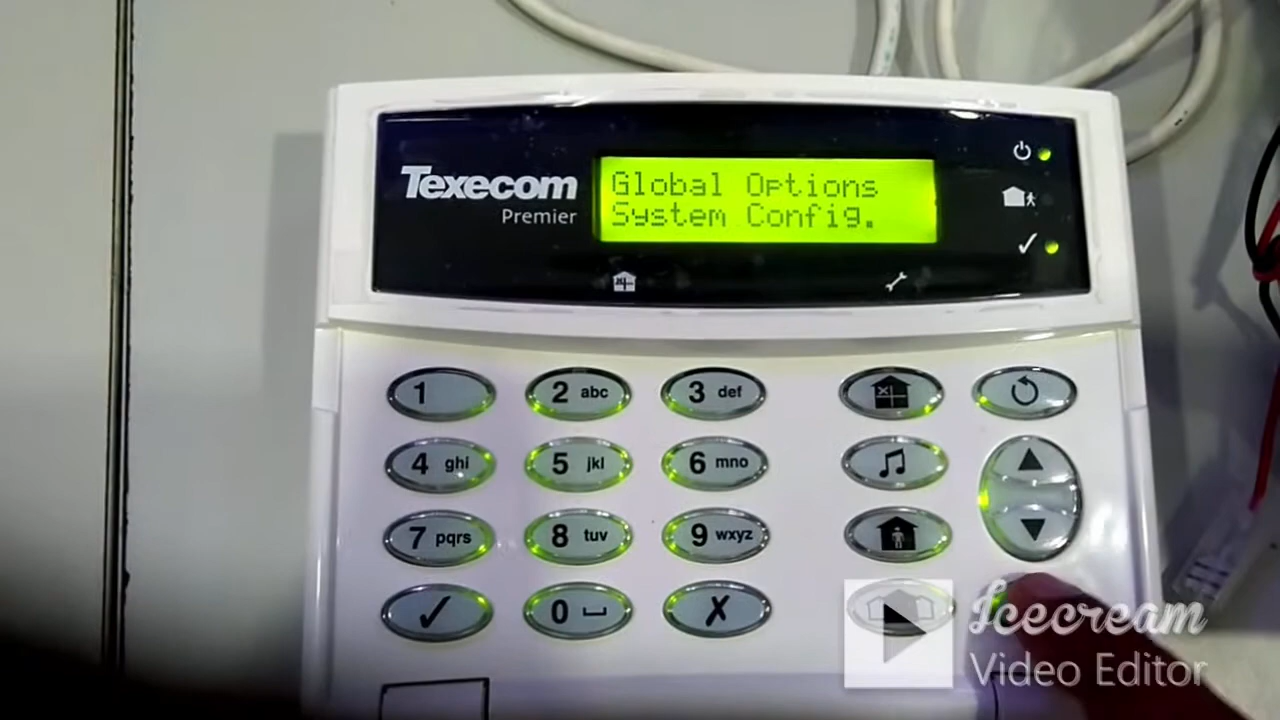 Texecom
Premier
Global Options
System Config.
1
2 abc
3 def
4 ghi
5 jkl
6 mno
7 pqrs
8 tuv
9 wxyz
0
Icecream
Video Editor